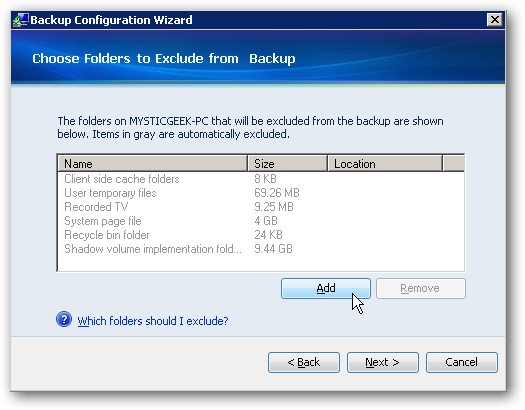 Backup Configuration Wizard
Choose Folders to Exclude from Backup
The folders on MYSTICGEEK-PC that will be excluded from the backup are shown
below. Items in gray are automatically excluded.
Name Size Location
Client side cache folders 8 KB
User temporary files 69.26 MB
Recorded TV 9.25 MB
System page file 4 GB
Recycle bin folder 24 KB
Shadow volume implementation fold... 9.44 GB
Add Remove
Which folders should I exclude?
< Back Next > Cancel